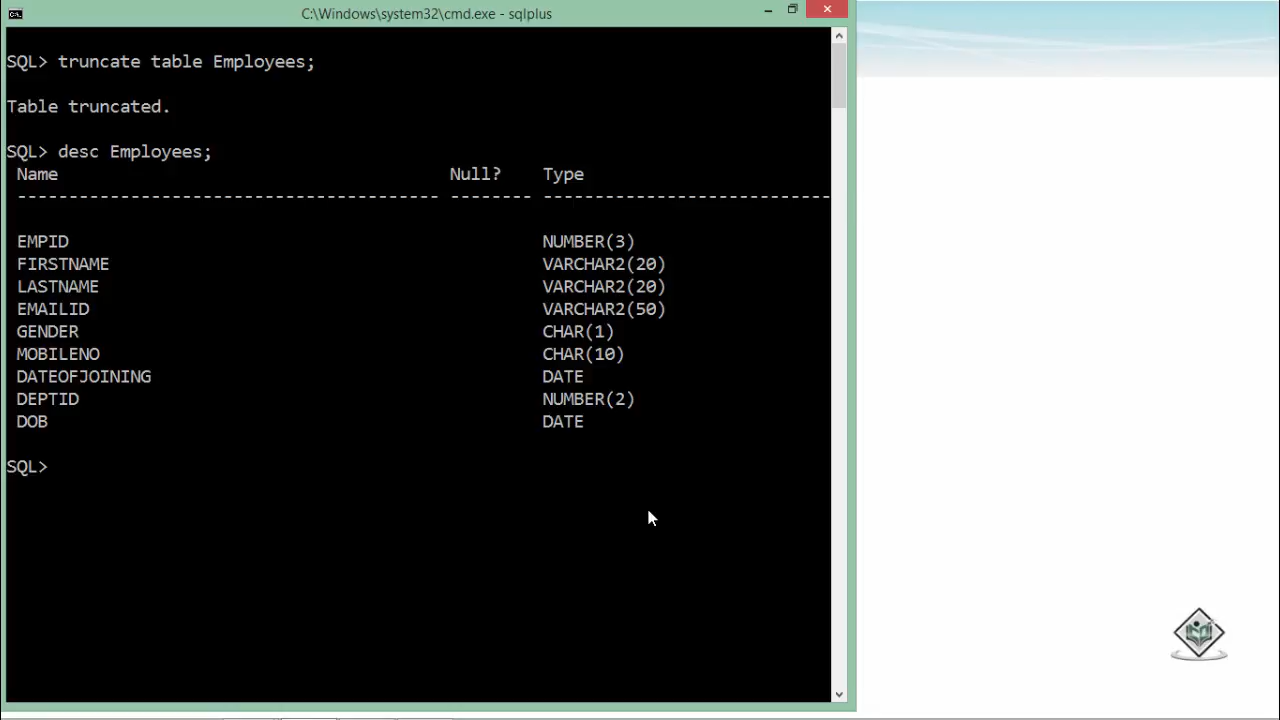 C:\Windows\system32\cmd.exe - sqlplus
SQL> truncate table Employees;
Table truncated.
SQL> desc Employees;
Name Null? Type
----------------------------------------- -------- ----------------------------
EMPID NUMBER(3)
FIRSTNAME VARCHAR2(20)
LASTNAME VARCHAR2(20)
EMAILID VARCHAR2(50)
GENDER CHAR(1)
MOBILENO CHAR(10)
DATEOFJOINING DATE
DEPTID NUMBER(2)
DOB DATE
SQL>